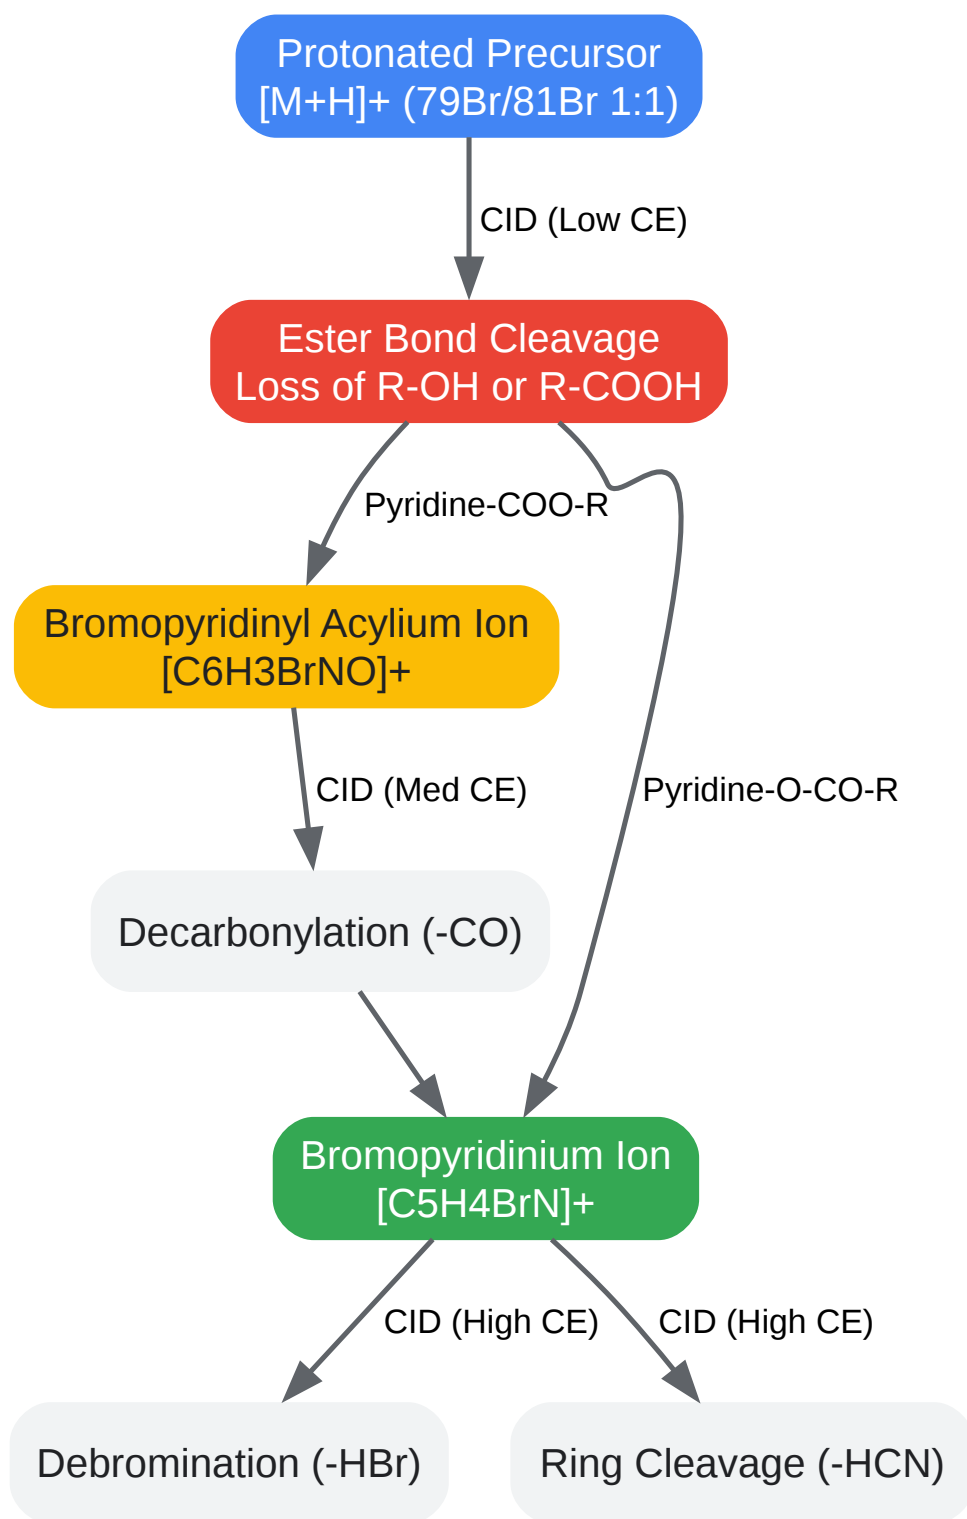 Protonated Precursor
[M+H]+ (79Br/81Br 1:1)
CID (Low CE)
Ester Bond Cleavage
Loss of R-OH or R-COOH
Pyridine-COO-R
Bromopyridinyl Acylium Ion
[C6H3BrNO]+
CID (Med CE)
Pyridine-O-CO-R
Decarbonylation (-CO)
Bromopyridinium Ion
[C5H4BrN]+
CID (High CE)
CID (High CE)
Debromination (-HBr)
Ring Cleavage (-HCN)